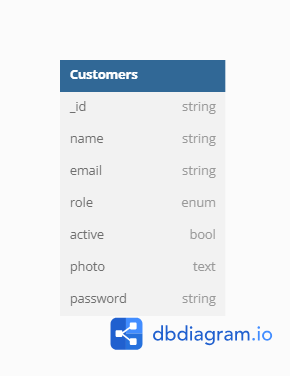 Customers
_id string
name string
email string
role enum
active bool
photo text
password string
dbdiagram.io